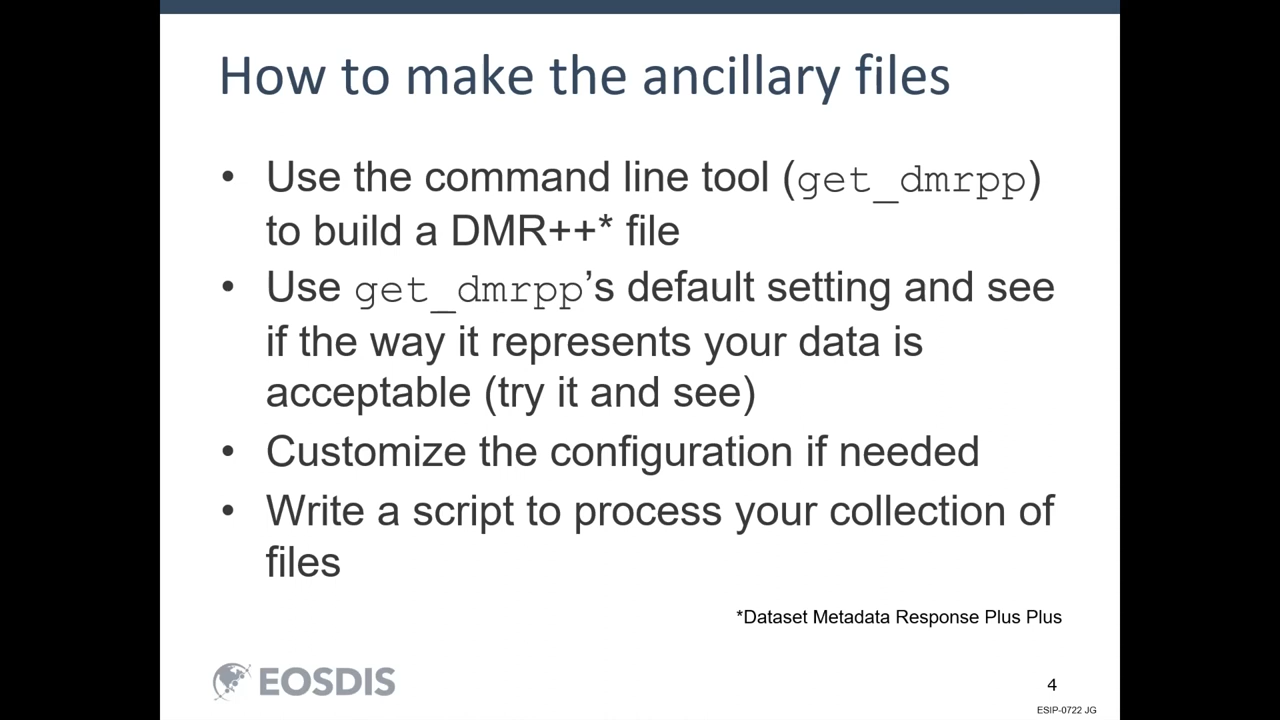 How to make the ancillary files
• Use the command line tool (get_dmrpp)
to build a DMR++* file
• Use get_dmrpp’s default setting and see
if the way it represents your data is
acceptable (try it and see)
• Customize the configuration if needed
• Write a script to process your collection of
files
*Dataset Metadata Response Plus Plus
EOSDIS
4
ESIP-0722 JG